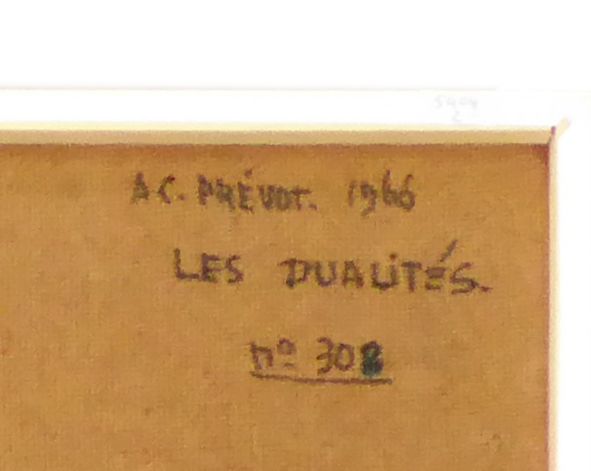 A C. PRÉVOT. 1966
LES DUALITÉS.
nº 308